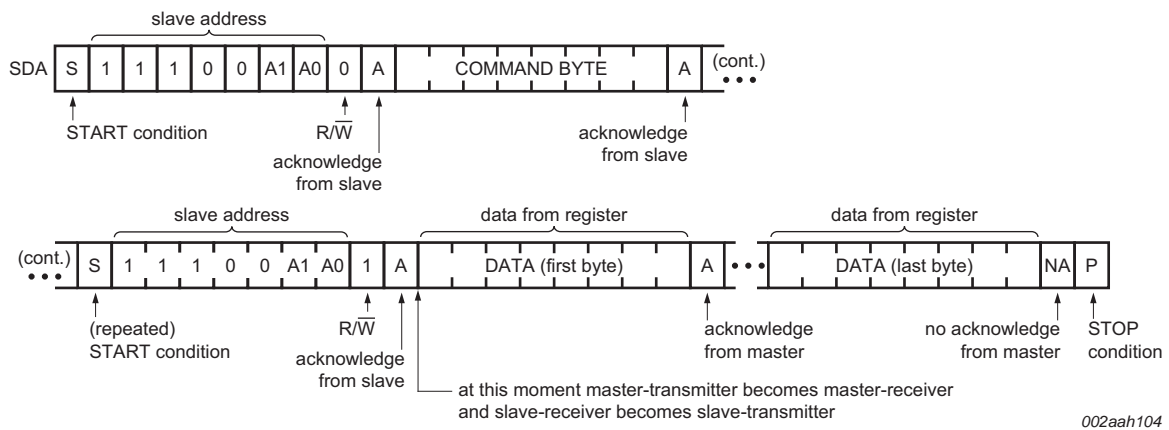 slave address
SDA S 1 1 1 0 0 A1 A0 0 A COMMAND BYTE A (cont.)
START condition
R/W̅
acknowledge
from slave
acknowledge
from slave
slave address
data from register
data from register
(cont.) S 1 1 1 0 0 A1 A0 1 A DATA (first byte) A DATA (last byte) NA P
(repeated)
START condition
R/W̅
acknowledge
from slave
acknowledge
from master
no acknowledge
from master
STOP
condition
at this moment master-transmitter becomes master-receiver
and slave-receiver becomes slave-transmitter
002aah104